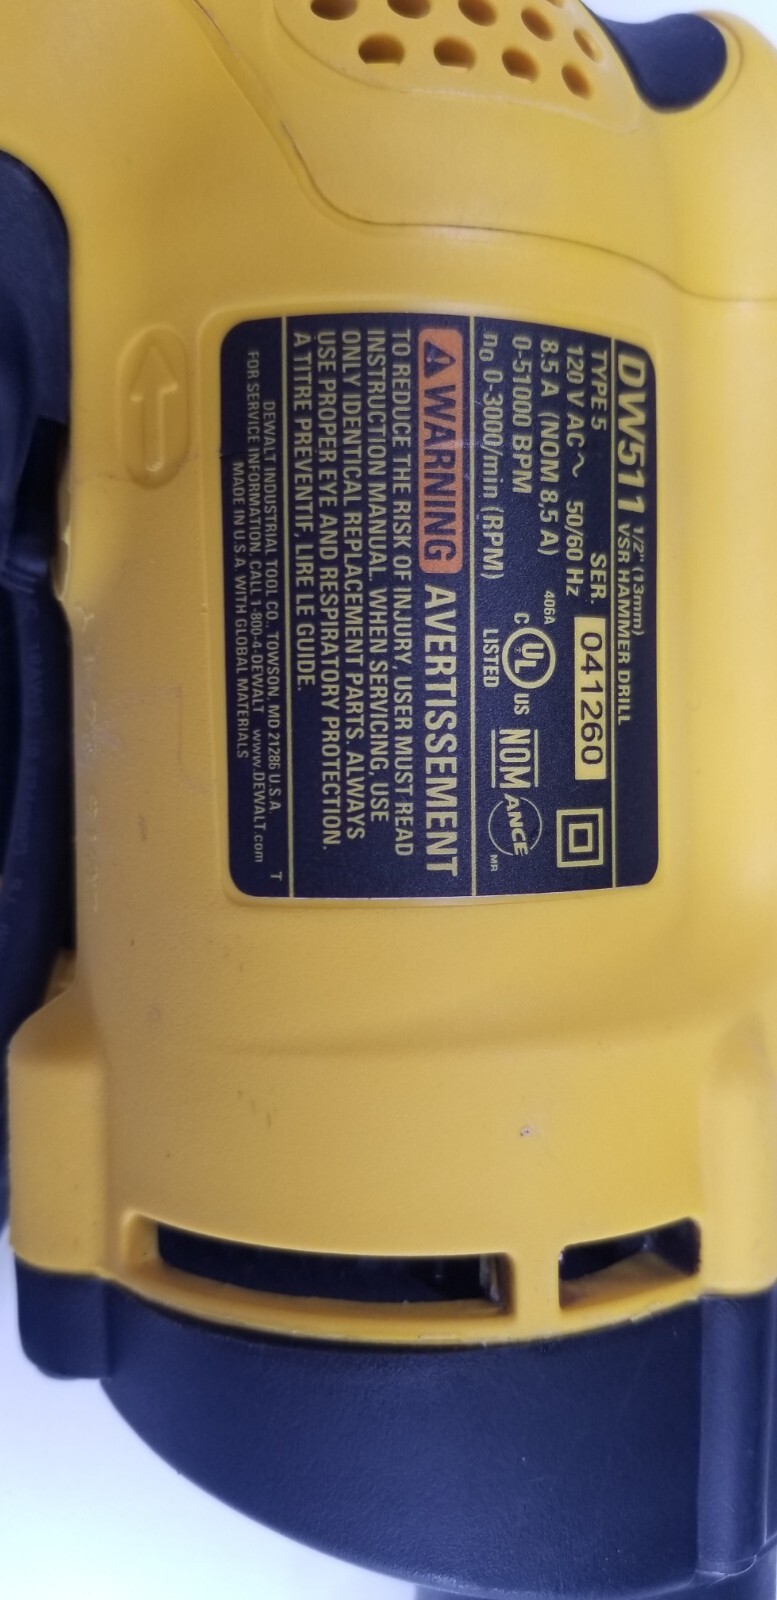 DW511 1/2" (13mm)
VSR HAMMER DRILL
TYPE 5 SER. 041260
120 V AC ~ 50/60 Hz
8.5 A (NOM 8,5 A)
0-51000 BPM
n0 0-3000/min (RPM)
406A
C UL US
LISTED
NOM
ANCE
MR
WARNING AVERTISSEMENT
TO REDUCE THE RISK OF INJURY, USER MUST READ
INSTRUCTION MANUAL. WHEN SERVICING, USE
ONLY IDENTICAL REPLACEMENT PARTS. ALWAYS
USE PROPER EYE AND RESPIRATORY PROTECTION.
À TITRE PRÉVENTIF, LIRE LE GUIDE.
DEWALT INDUSTRIAL TOOL CO., TOWSON, MD 21286 U.S.A.
FOR SERVICE INFORMATION, CALL 1-800-4-DEWALT www.DEWALT.com
MADE IN U.S.A. WITH GLOBAL MATERIALS
T